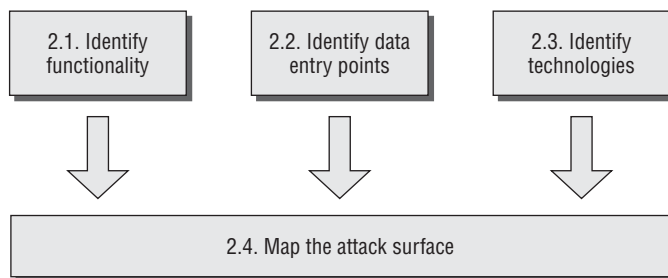 2.1. Identify
functionality
2.2. Identify data
entry points
2.3. Identify
technologies
2.4. Map the attack surface